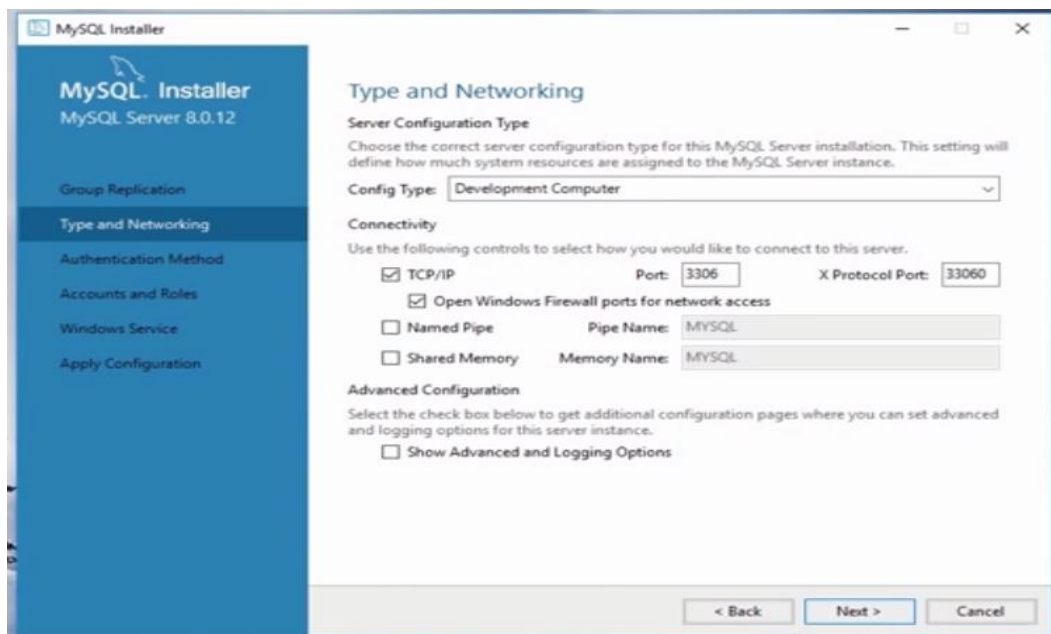 MySQL Installer
MySQL. Installer
MySQL Server 8.0.12
Group Replication
Type and Networking
Authentication Method
Accounts and Roles
Windows Service
Apply Configuration
Type and Networking
Server Configuration Type
Choose the correct server configuration type for this MySQL Server installation. This setting will
define how much system resources are assigned to the MySQL Server instance.
Config Type: Development Computer
Connectivity
Use the following controls to select how you would like to connect to this server.
TCP/IP Port: 3306 X Protocol Port: 33060
Open Windows Firewall ports for network access
Named Pipe Pipe Name: MYSQL
Shared Memory Memory Name: MYSQL
Advanced Configuration
Select the check box below to get additional configuration pages where you can set advanced
and logging options for this server instance.
Show Advanced and Logging Options
< Back Next > Cancel